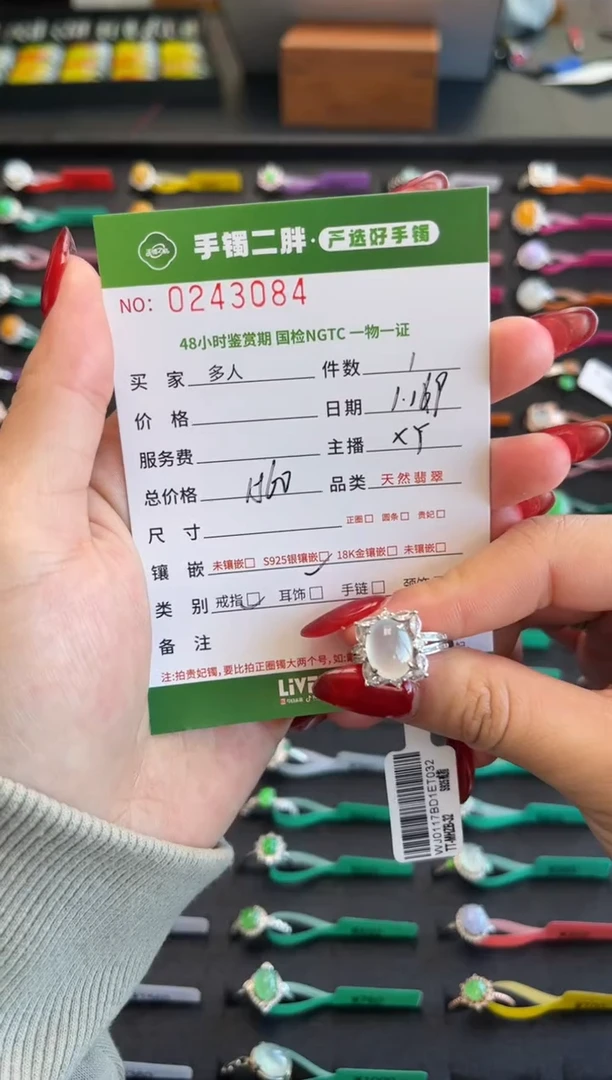 手镯二胖·严选好手镯
NO: 0243084
48小时鉴赏期 国检NGTC 一物一证
买家 多人 件数 1
价格 日期
服务费 主播 XY
总价格 品类 天然翡翠
尺寸 正圈□ 圆条□ 贵妃□
镶嵌 未镶嵌□ S925银镶嵌□ 18K金镶嵌□ 未镶嵌□
类别 戒指□ 耳饰□ 手链□
备注
注:拍贵妃镯,要比拍正圈镯大两个号,如:
WJ0117BD1ET032